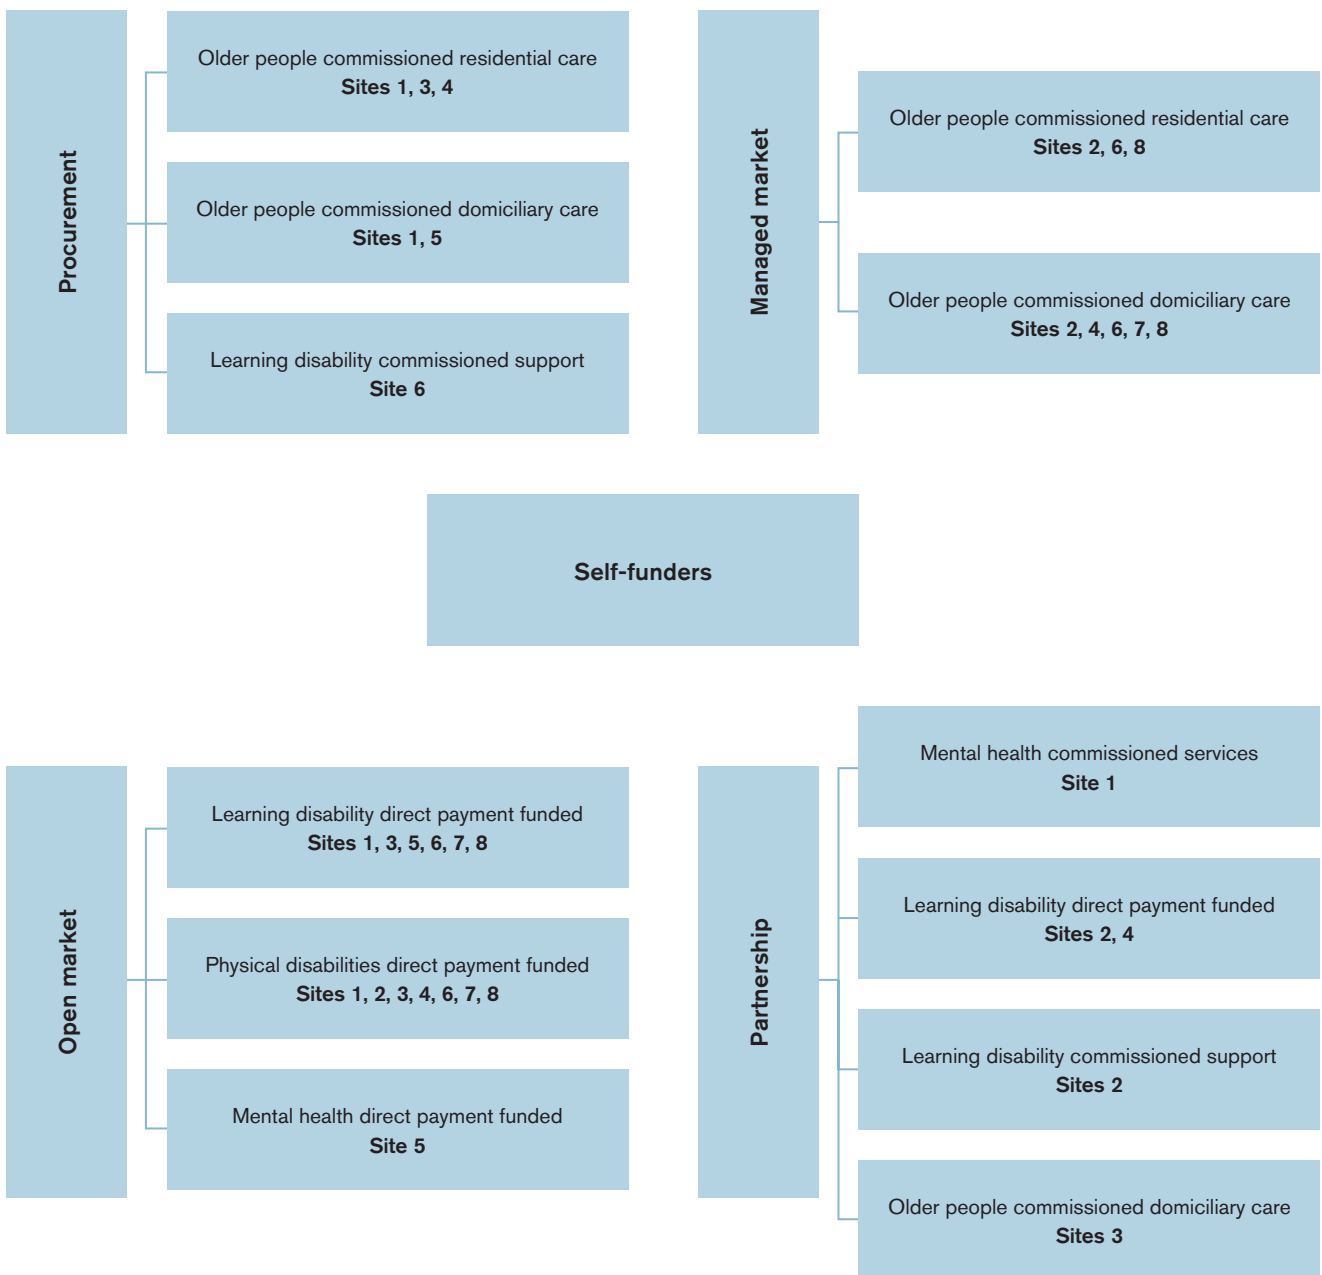 Procurement
Older people commissioned residential care
Sites 1, 3, 4
Older people commissioned domiciliary care
Sites 1, 5
Learning disability commissioned support
Site 6
Managed market
Older people commissioned residential care
Sites 2, 6, 8
Older people commissioned domiciliary care
Sites 2, 4, 6, 7, 8
Self-funders
Open market
Learning disability direct payment funded
Sites 1, 3, 5, 6, 7, 8
Physical disabilities direct payment funded
Sites 1, 2, 3, 4, 6, 7, 8
Mental health direct payment funded
Site 5
Partnership
Mental health commissioned services
Site 1
Learning disability direct payment funded
Sites 2, 4
Learning disability commissioned support
Sites 2
Older people commissioned domiciliary care
Sites 3